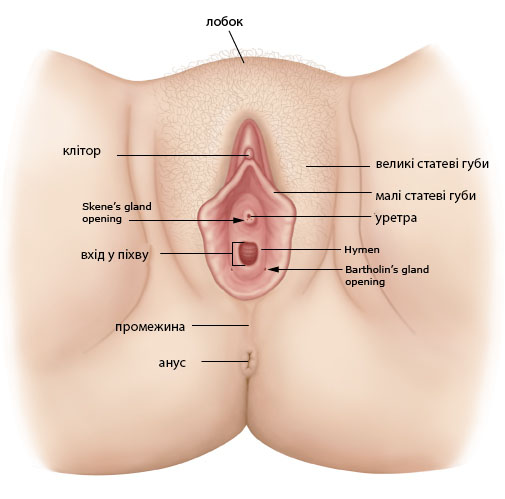 лобок
клітор
великі статеві губи
малі статеві губи
Skene's gland
opening
уретра
вхід у піхву
Hymen
Bartholin's gland
opening
промежина
анус